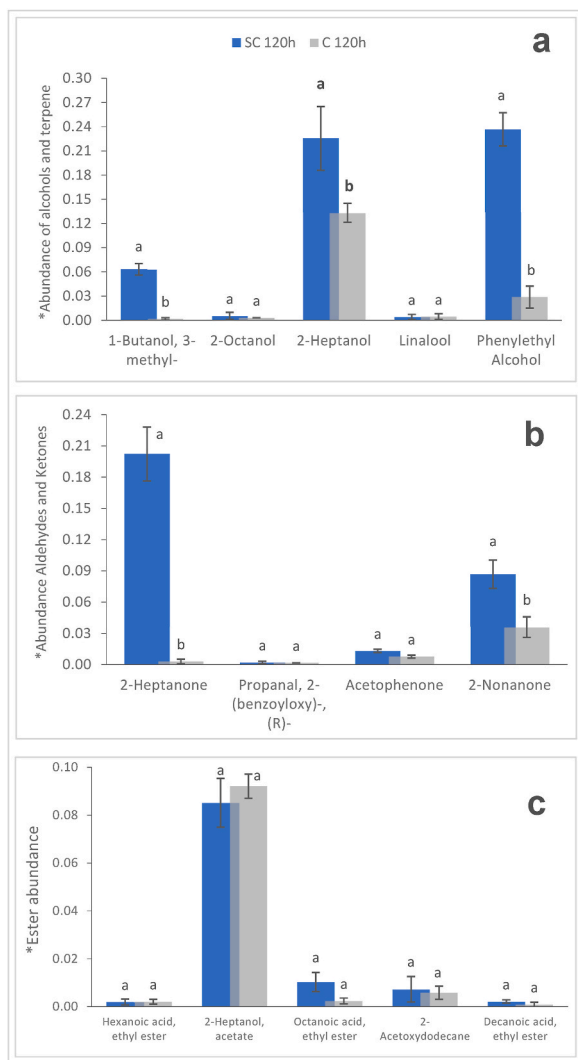 SC 120h C 120h
a
*Abundance of alcohols and terpene
0.30
0.27
0.24
0.21
0.18
0.15
0.12
0.09
0.06
0.03
0.00
a
b
a
a
a
b
a
a
a
b
1-Butanol, 3-
methyl-
2-Octanol
2-Heptanol
Linalool
Phenylethyl
Alcohol
b
*Abundance Aldehydes and Ketones
0.24
0.21
0.18
0.15
0.12
0.09
0.06
0.03
0.00
a
b
a
a
a
a
a
b
2-Heptanone
Propanal, 2-
(benzoyloxy)-,
(R)-
Acetophenone
2-Nonanone
c
*Ester abundance
0.10
0.08
0.06
0.04
0.02
0.00
a
a
a
a
a
a
a
a
a
a
Hexanoic acid,
ethyl ester
2-Heptanol,
acetate
Octanoic acid,
ethyl ester
2-
Acetoxydodecane
Decanoic acid,
ethyl ester